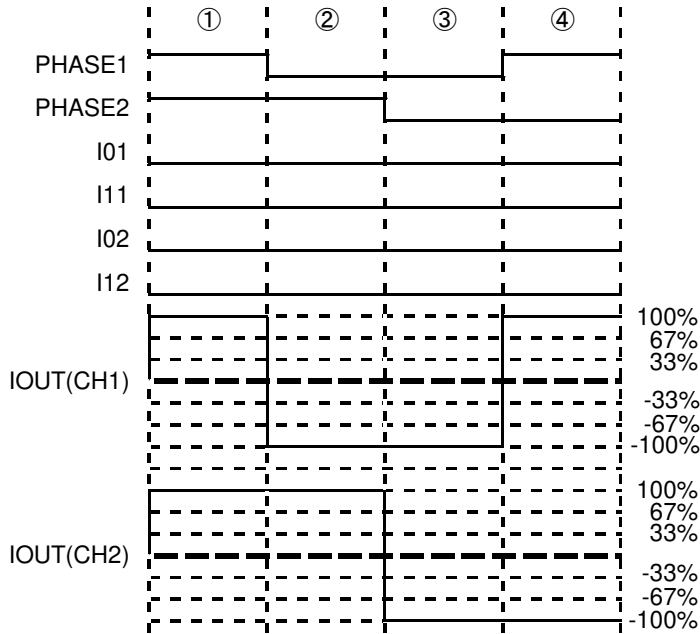 ① ② ③ ④
PHASE1
PHASE2
I01
I11
I02
I12
IOUT(CH1)
100%
67%
33%
-33%
-67%
-100%
IOUT(CH2)
100%
67%
33%
-33%
-67%
-100%